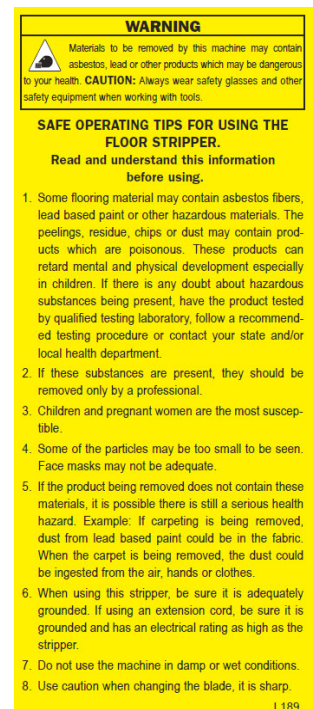 WARNING
Materials to be removed by this machine may contain
asbestos, lead or other products which may be dangerous
to your health. CAUTION: Always wear safety glasses and other
safety equipment when working with tools.
SAFE OPERATING TIPS FOR USING THE
FLOOR STRIPPER.
Read and understand this information
before using.
1. Some flooring material may contain asbestos fibers,
lead based paint or other hazardous materials. The
peelings, residue, chips or dust may contain prod-
ucts which are poisonous. These products can
retard mental and physical development especially
in children. If there is any doubt about hazardous
substances being present, have the product tested
by qualified testing laboratory, follow a recommend-
ed testing procedure or contact your state and/or
local health department.
2. If these substances are present, they should be
removed only by a professional.
3. Children and pregnant women are the most suscep-
tible.
4. Some of the particles may be too small to be seen.
Face masks may not be adequate.
5. If the product being removed does not contain these
materials, it is possible there is still a serious health
hazard. Example: If carpeting is being removed,
dust from lead based paint could be in the fabric.
When the carpet is being removed, the dust could
be ingested from the air, hands or clothes.
6. When using this stripper, be sure it is adequately
grounded. If using an extension cord, be sure it is
grounded and has an electrical rating as high as the
stripper.
7. Do not use the machine in damp or wet conditions.
8. Use caution when changing the blade, it is sharp.
L189